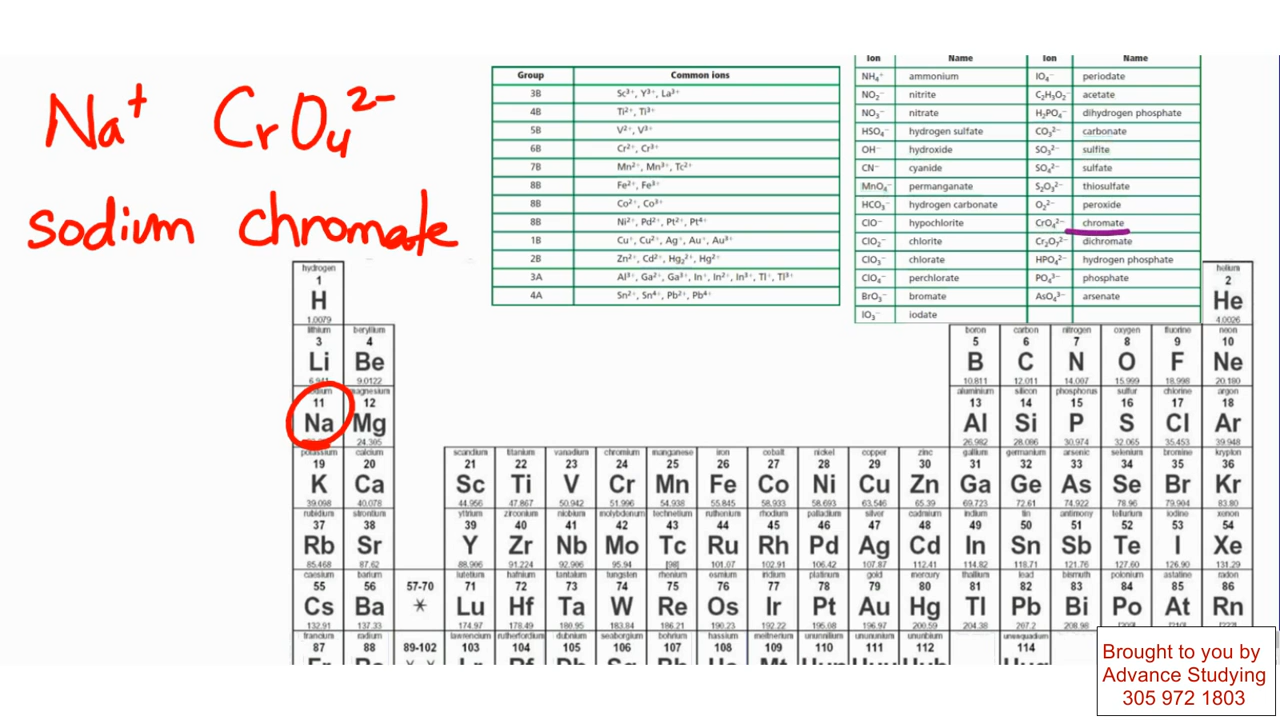 Na⁺ CrO₄²⁻
sodium chromate
Group Common ions
3B Sc³⁺, Y³⁺, La³⁺
4B Ti²⁺, Ti³⁺
5B V²⁺, V³⁺
6B Cr²⁺, Cr³⁺
7B Mn²⁺, Mn³⁺, Tc²⁺
8B Fe²⁺, Fe³⁺
8B Co²⁺, Co³⁺
8B Ni²⁺, Pd²⁺, Pt²⁺, Pt⁴⁺
1B Cu⁺, Cu²⁺, Ag⁺, Au⁺, Au³⁺
2B Zn²⁺, Cd²⁺, Hg₂²⁺, Hg²⁺
3A Al³⁺, Ga²⁺, Ga³⁺, In⁺, In²⁺, In³⁺, Tl⁺, Tl³⁺
4A Sn²⁺, Sn⁴⁺, Pb²⁺, Pb⁴⁺
Ion Name Ion Name
NH₄⁺ ammonium IO₄⁻ periodate
NO₂⁻ nitrite C₂H₃O₂⁻ acetate
NO₃⁻ nitrate H₂PO₄⁻ dihydrogen phosphate
HSO₄⁻ hydrogen sulfate CO₃²⁻ carbonate
OH⁻ hydroxide SO₃²⁻ sulfite
CN⁻ cyanide SO₄²⁻ sulfate
MnO₄⁻ permanganate S₂O₃²⁻ thiosulfate
HCO₃⁻ hydrogen carbonate O₂²⁻ peroxide
ClO⁻ hypochlorite CrO₄²⁻ chromate
ClO₂⁻ chlorite Cr₂O₇²⁻ dichromate
ClO₃⁻ chlorate HPO₄²⁻ hydrogen phosphate
ClO₄⁻ perchlorate PO₄³⁻ phosphate
BrO₃⁻ bromate AsO₄³⁻ arsenate
IO₃⁻ iodate
hydrogen helium
1 2
H He
1.0079 4.0026
lithium beryllium boron carbon nitrogen oxygen fluorine neon
3 4 5 6 7 8 9 10
Li Be B C N O F Ne
6.941 9.0122 10.811 12.011 14.007 15.999 18.998 20.180
magnesium aluminium silicon phosphorus sulfur chlorine argon
11 12 13 14 15 16 17 18
Na Mg Al Si P S Cl Ar
24.305 26.982 28.086 30.974 32.065 35.453 39.948
potassium calcium scandium titanium vanadium chromium manganese iron cobalt nickel copper zinc gallium germanium arsenic selenium bromine krypton
19 20 21 22 23 24 25 26 27 28 29 30 31 32 33 34 35 36
K Ca Sc Ti V Cr Mn Fe Co Ni Cu Zn Ga Ge As Se Br Kr
39.098 40.078 44.956 47.867 50.942 51.996 54.938 55.845 58.933 58.693 63.546 65.39 69.723 72.61 74.922 78.96 79.904 83.80
rubidium strontium yttrium zirconium niobium molybdenum technetium ruthenium rhodium palladium silver cadmium indium tin antimony tellurium iodine xenon
37 38 39 40 41 42 43 44 45 46 47 48 49 50 51 52 53 54
Rb Sr Y Zr Nb Mo Tc Ru Rh Pd Ag Cd In Sn Sb Te I Xe
85.468 87.62 88.906 91.224 92.906 95.94 [98] 101.07 102.91 106.42 107.87 112.41 114.82 118.71 121.76 127.60 126.90 131.29
caesium barium lutetium hafnium tantalum tungsten rhenium osmium iridium platinum gold mercury thallium lead bismuth polonium astatine radon
55 56 57-70 71 72 73 74 75 76 77 78 79 80 81 82 83 84 85 86
Cs Ba * Lu Hf Ta W Re Os Ir Pt Au Hg Tl Pb Bi Po At Rn
132.91 137.33 174.97 178.49 180.95 183.84 186.21 190.23 192.22 195.08 196.97 200.59 204.38 207.2 208.98
francium radium lawrencium rutherfordium dubnium seaborgium bohrium hassium meitnerium ununnilium unununium ununbium ununquadium
87 88 89-102 103 104 105 106 107 108 109 110 111 112 114
Brought to you by
Advance Studying
305 972 1803